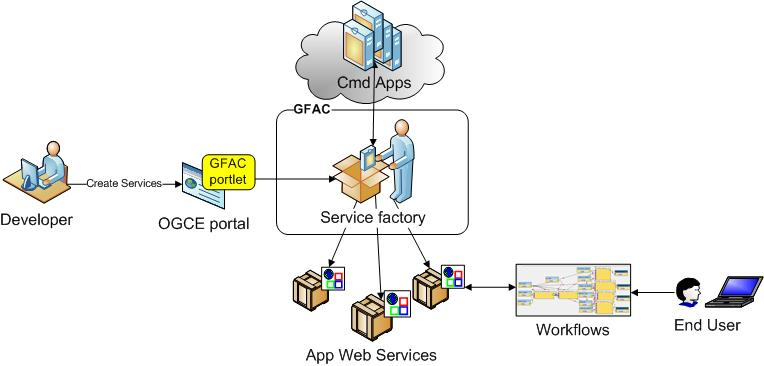 Cmd Apps
GFAC
GFAC
portlet
Create Services
Developer
OGCE portal
Service factory
App Web Services
Workflows
End User